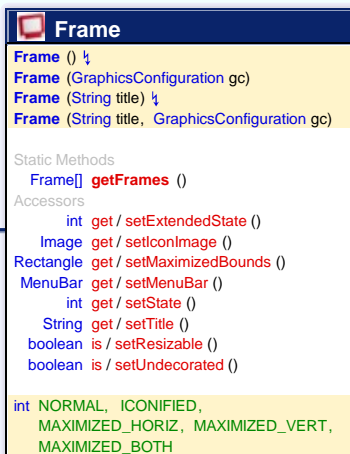 Frame
Frame () ↯
Frame (GraphicsConfiguration gc)
Frame (String title) ↯
Frame (String title, GraphicsConfiguration gc)
Static Methods
Frame[] getFrames ()
Accessors
int get / setExtendedState ()
Image get / setIconImage ()
Rectangle get / setMaximizedBounds ()
MenuBar get / setMenuBar ()
int get / setState ()
String get / setTitle ()
boolean is / setResizable ()
boolean is / setUndecorated ()
int NORMAL, ICONIFIED,
MAXIMIZED_HORIZ, MAXIMIZED_VERT,
MAXIMIZED_BOTH